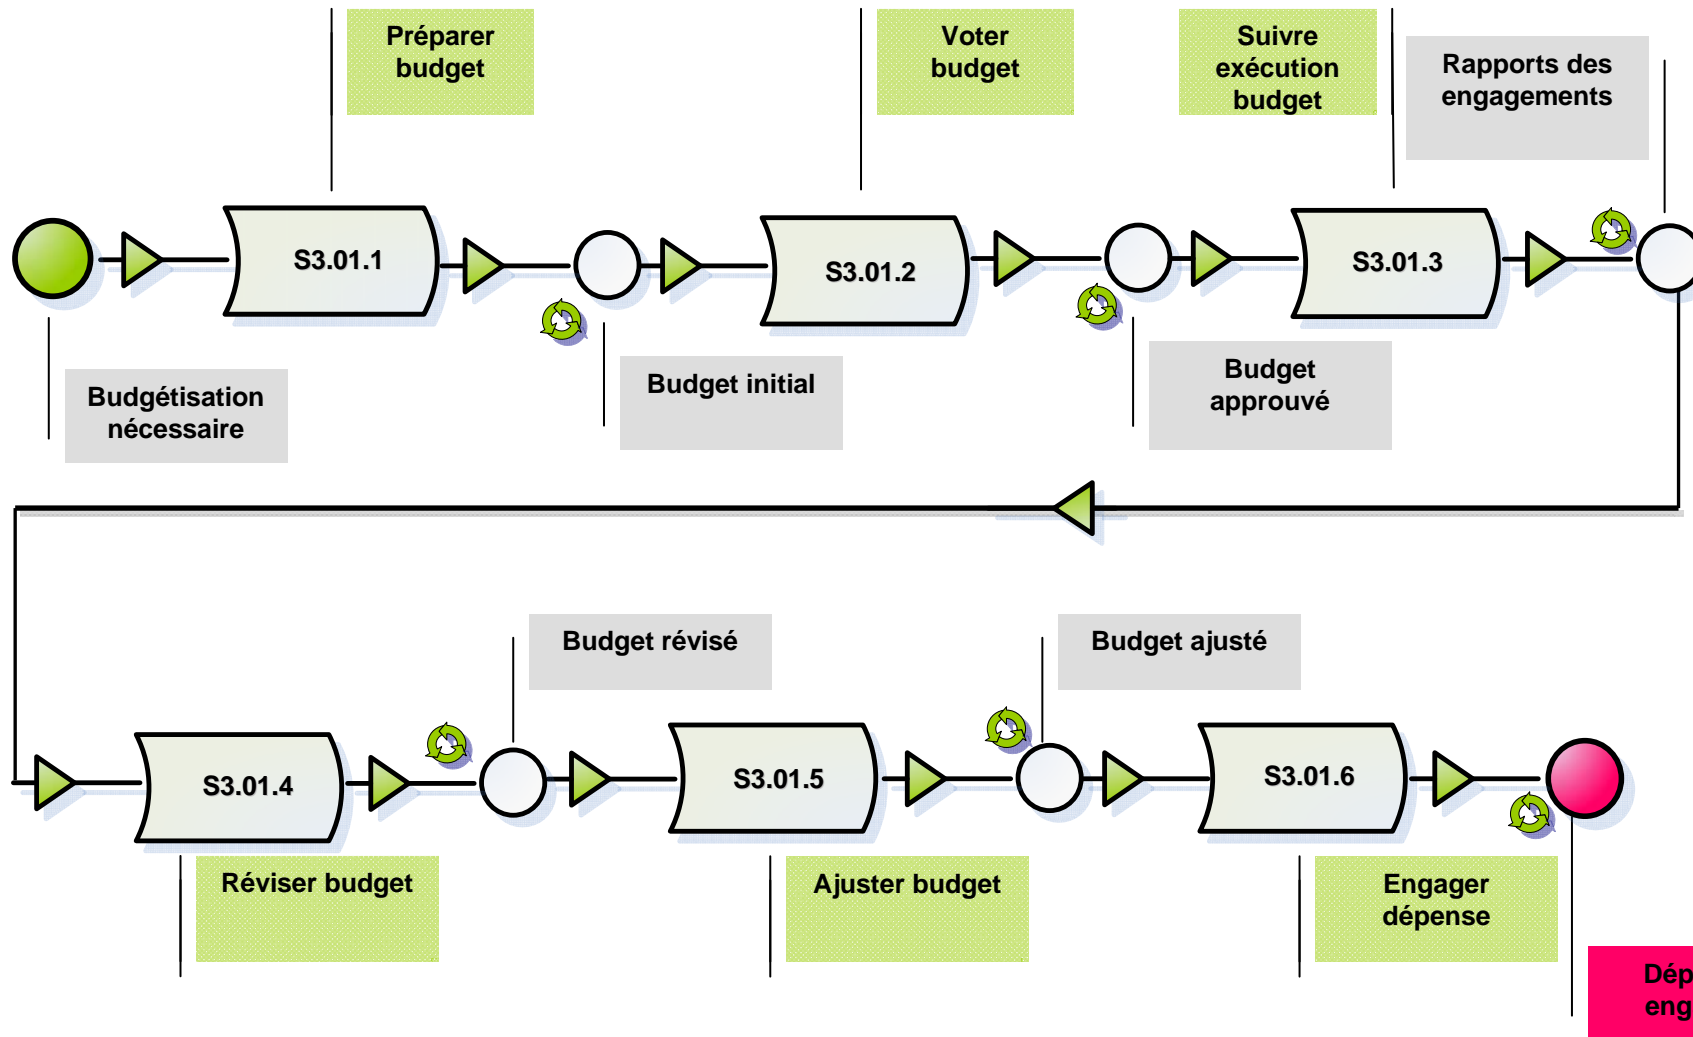 Préparer
budget
Voter
budget
Suivre
exécution
budget
Rapports des
engagements
S3.01.1
S3.01.2
S3.01.3
Budgétisation
nécessaire
Budget initial
Budget
approuvé
Budget révisé
Budget ajusté
S3.01.4
S3.01.5
S3.01.6
Réviser budget
Ajuster budget
Engager
dépense
Dép
eng